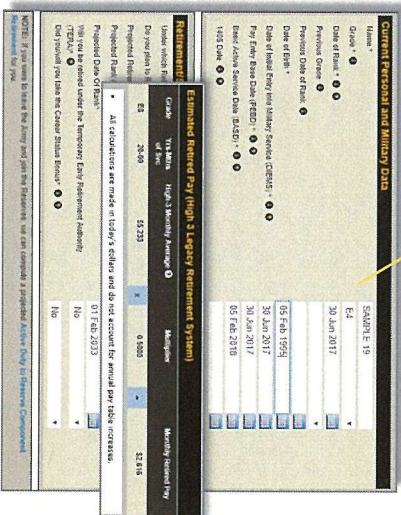 Current Personal and Military Data
Name: * SAMPLE 19
Grade * E4
Date of Rank * 30 Jun 2017
Previous Grade
Previous Date of Rank
Date of Birth * 05 Feb 1995
Date of Initial Entry into Military Service (DIEMS) * 30 Jun 2017
Pay Entry Base Date (PEBD) * 30 Jun 2017
Basic Active Service Date (BASD) * 05 Feb 2018
1405 Date
Retirement/
Under which R
Do you plan to
Projected Retire
Projected Rank
Projected Date Of Rank* 01 Feb 2033
Will you be retired under the Temporary Early Retirement Authority (TERA)* No
Did you/will you take the Career Status Bonus* No
NOTE: If you were to leave the Army and join the Reserves, we can compute a projected Active Duty to Reserve Component
Retirement for you.
Estimated Retired Pay (High 3 Legacy Retirement System)
Grade Yrs-Mths of Svc High-3 Monthly Average Multiplier Monthly Retired Pay
E8 20-00 $5,233 x 0.5000 = $2,616
• All calculations are made in today's dollars and do not account for annual pay table increases.